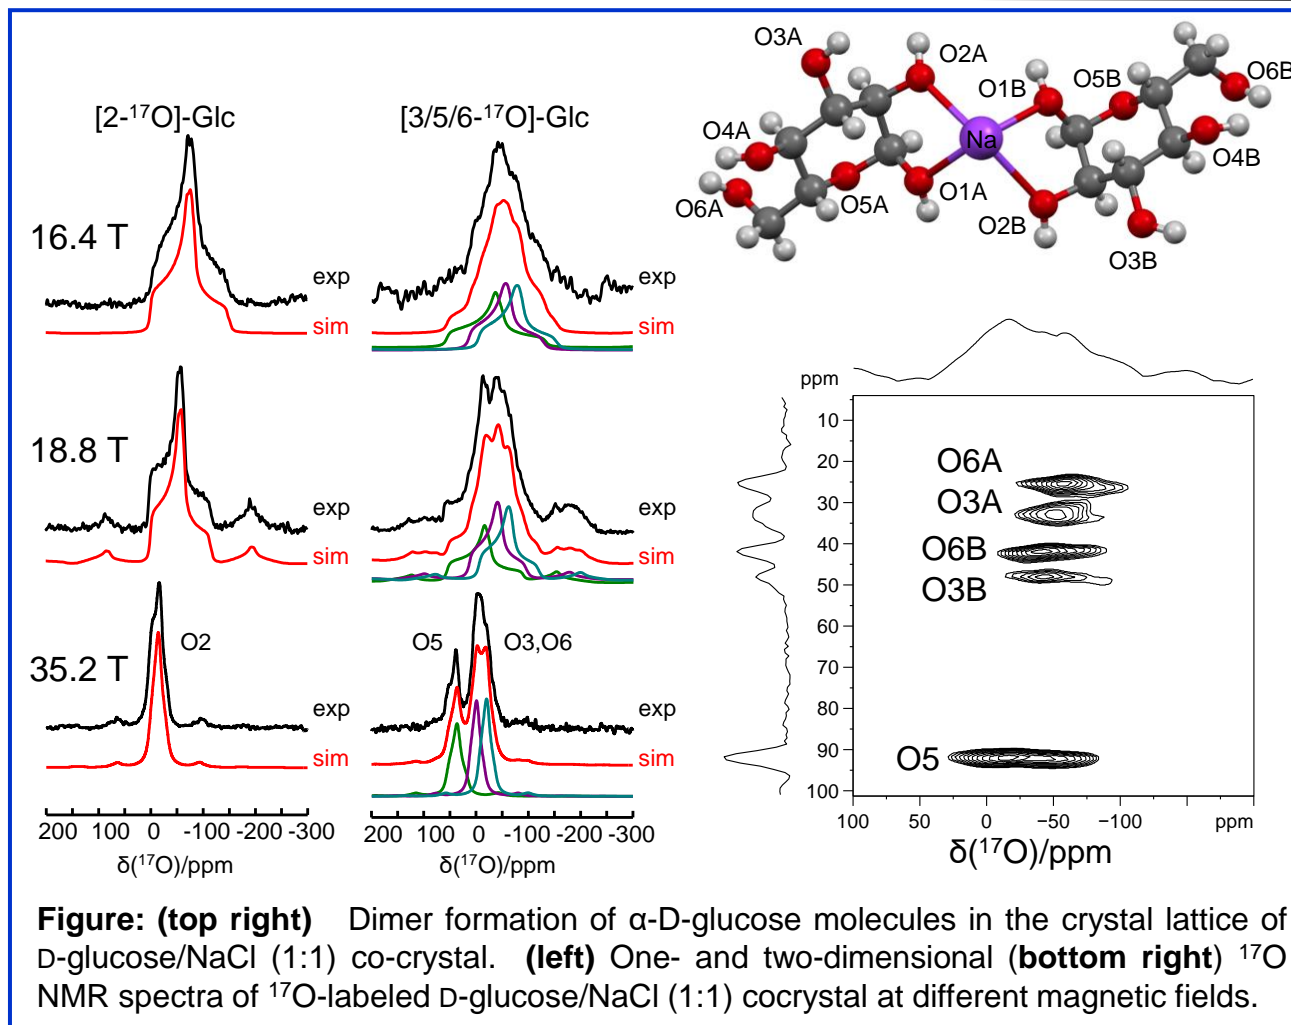 [2-¹⁷O]-Glc
[3/5/6-¹⁷O]-Glc
16.4 T
exp
sim
exp
sim
18.8 T
exp
sim
exp
sim
35.2 T
O2
exp
sim
O5
O3,O6
exp
sim
200 100 0 -100 -200 -300
δ(¹⁷O)/ppm
200 100 0 -100 -200 -300
δ(¹⁷O)/ppm
O3A
O2A
O1B
O5B
O6B
O4A
Na
O4B
O6A
O5A
O1A
O2B
O3B
ppm
10
20
30
40
50
60
70
80
90
100
O6A
O3A
O6B
O3B
O5
100 50 0 -50 -100 ppm
δ(¹⁷O)/ppm
Figure: (top right) Dimer formation of α-D-glucose molecules in the crystal lattice of
D-glucose/NaCl (1:1) co-crystal. (left) One- and two-dimensional (bottom right) ¹⁷O
NMR spectra of ¹⁷O-labeled D-glucose/NaCl (1:1) cocrystal at different magnetic fields.